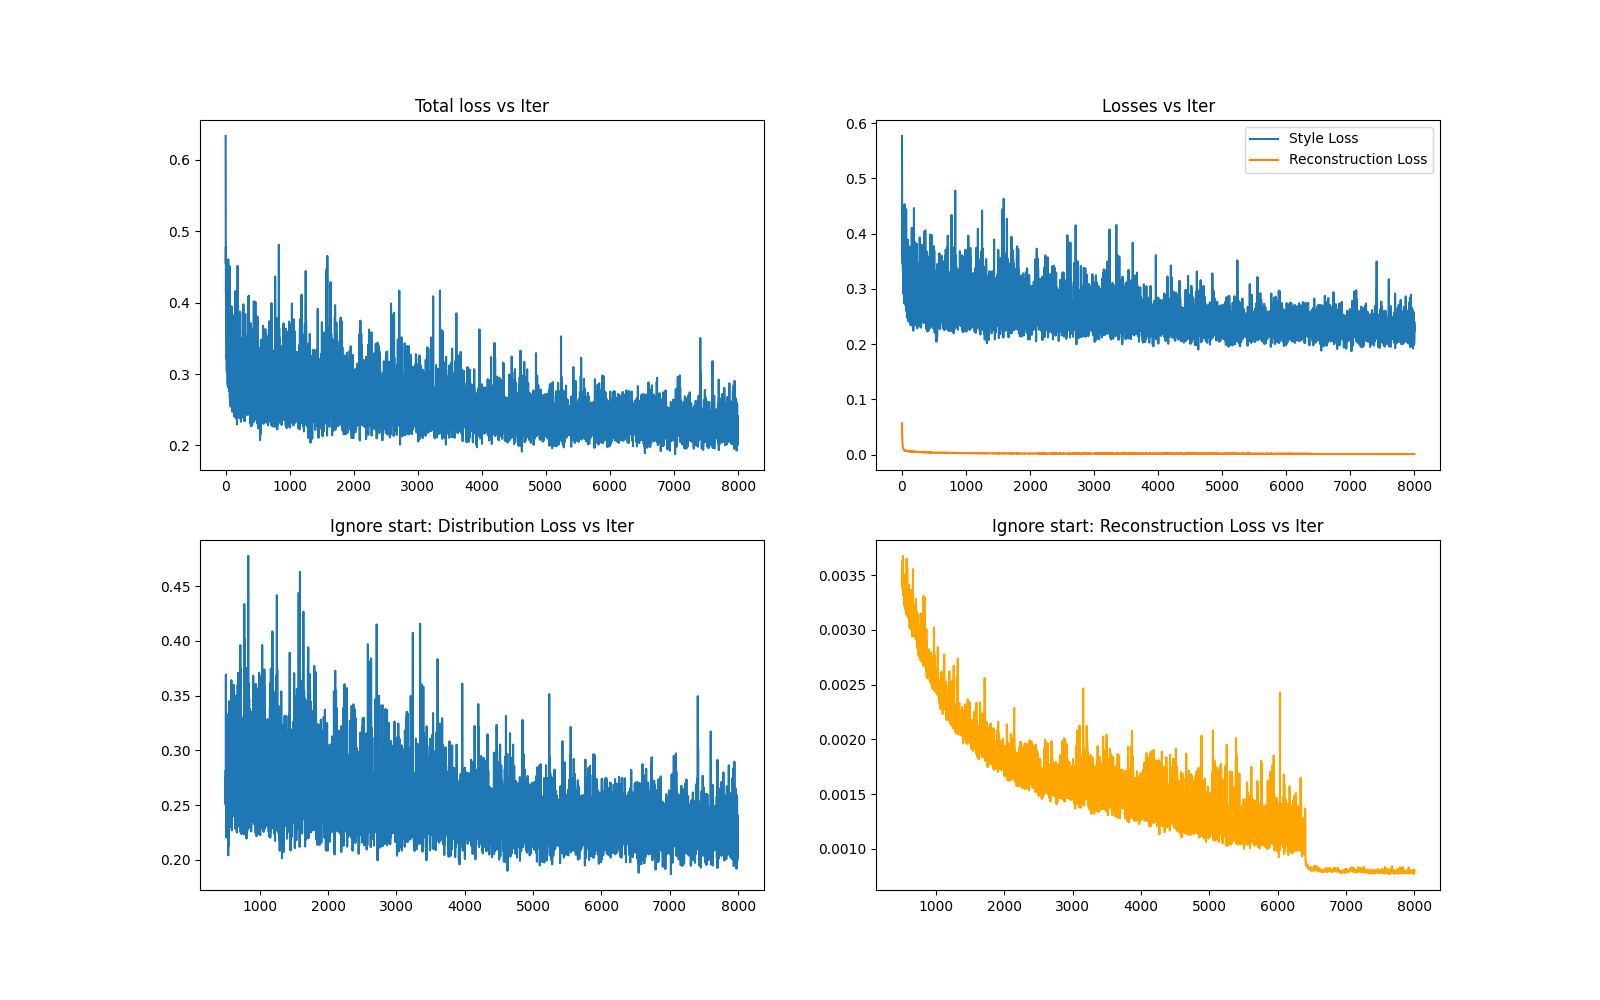 Total loss vs Iter
0.6
0.5
0.4
0.3
0.2
0 1000 2000 3000 4000 5000 6000 7000 8000
Losses vs Iter
Style Loss
Reconstruction Loss
0.6
0.5
0.4
0.3
0.2
0.1
0.0
0 1000 2000 3000 4000 5000 6000 7000 8000
Ignore start: Distribution Loss vs Iter
0.45
0.40
0.35
0.30
0.25
0.20
1000 2000 3000 4000 5000 6000 7000 8000
Ignore start: Reconstruction Loss vs Iter
0.0035
0.0030
0.0025
0.0020
0.0015
0.0010
1000 2000 3000 4000 5000 6000 7000 8000